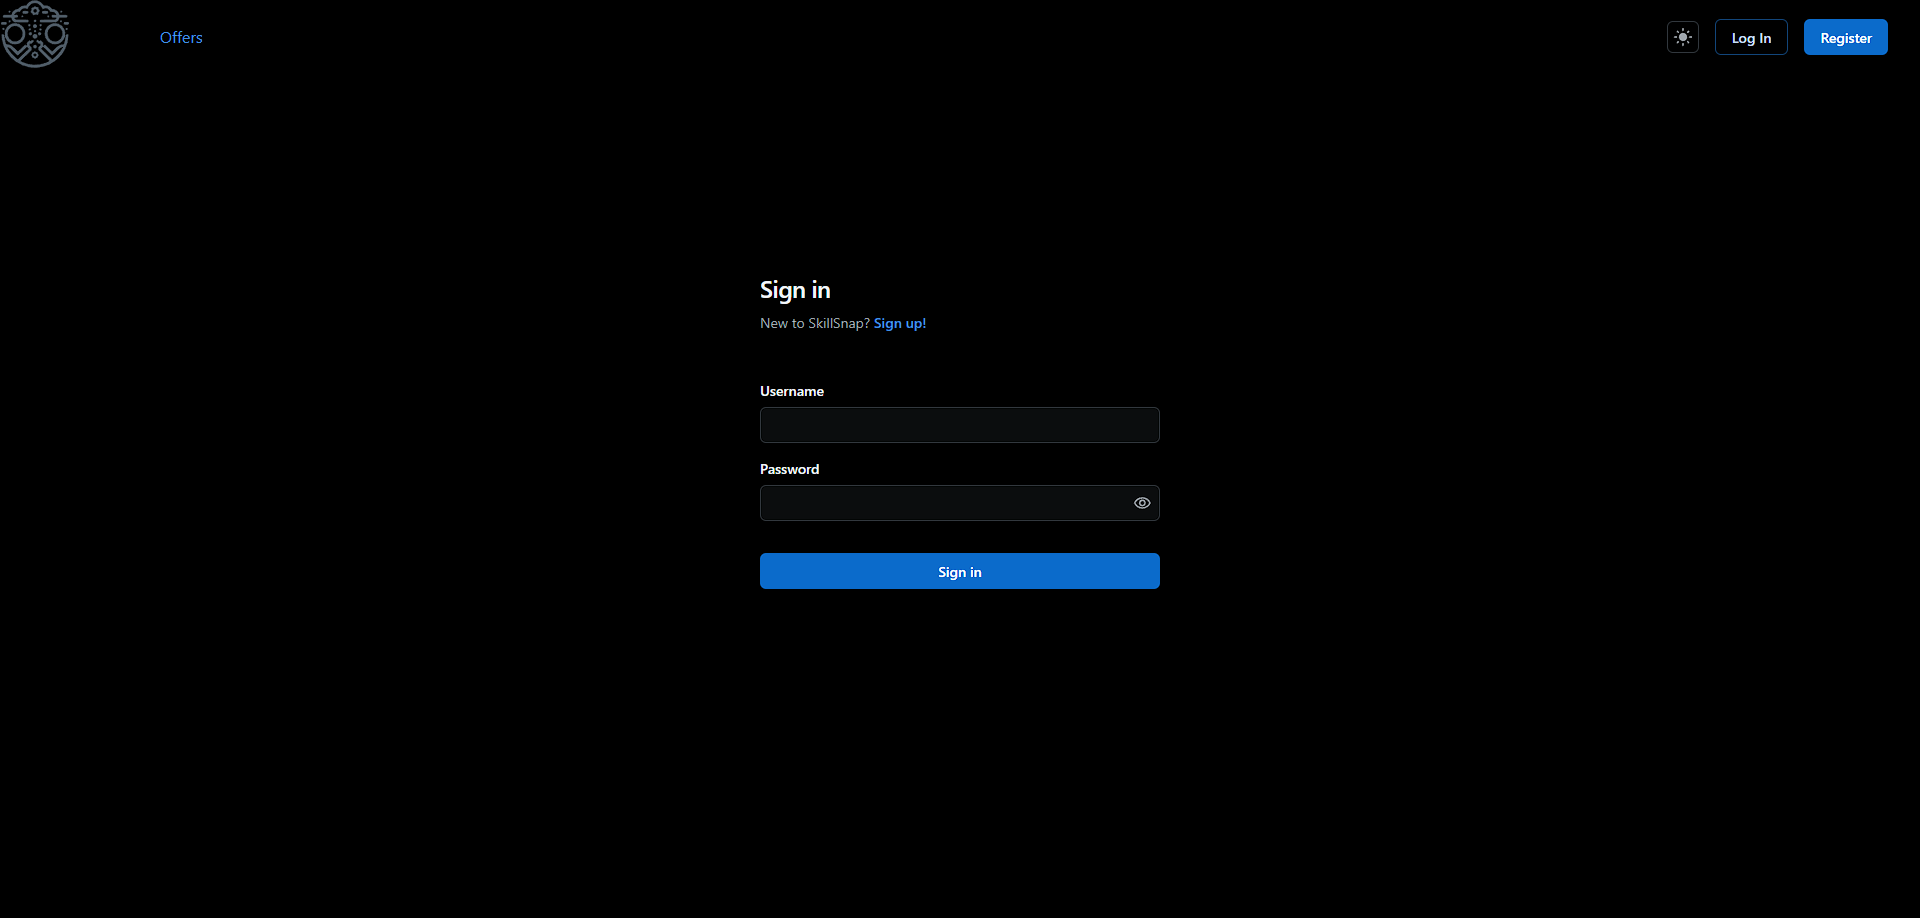 Offers
Log In
Register
Sign in
New to SkillSnap? Sign up!
Username
Password
Sign in